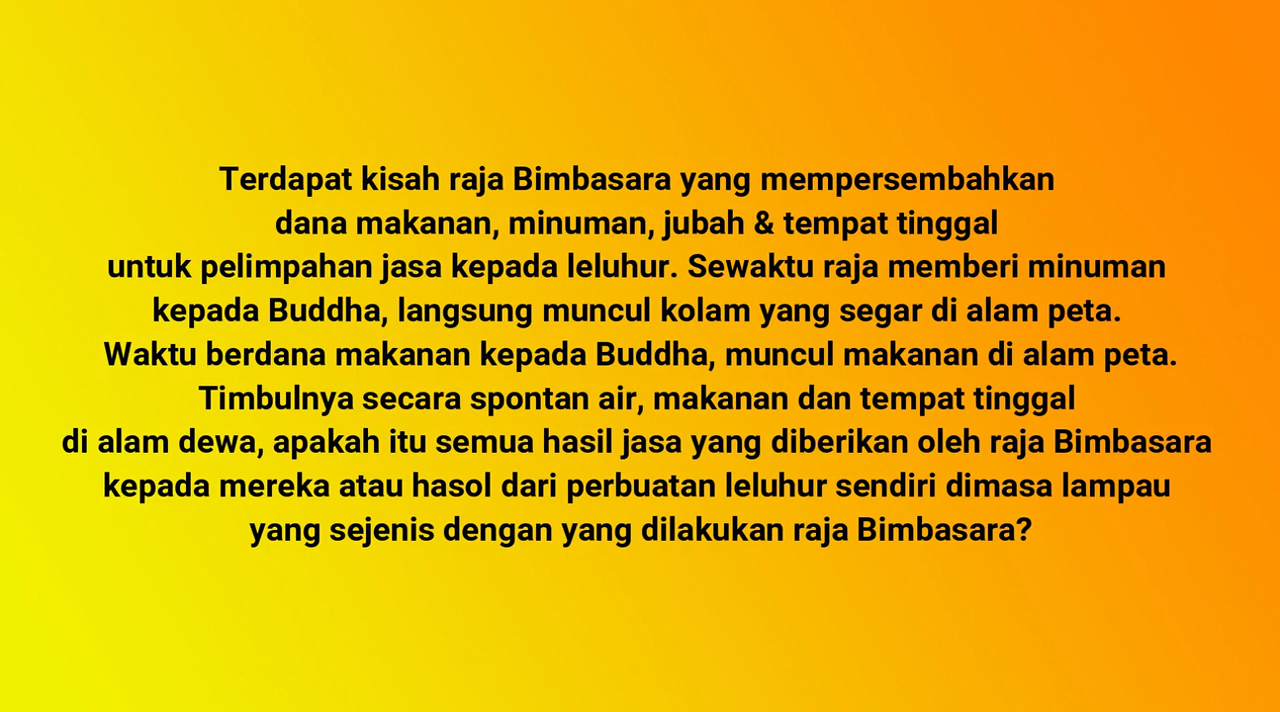 Terdapat kisah raja Bimbasara yang mempersembahkan
dana makanan, minuman, jubah & tempat tinggal
untuk pelimpahan jasa kepada leluhur. Sewaktu raja memberi minuman
kepada Buddha, langsung muncul kolam yang segar di alam peta.
Waktu berdana makanan kepada Buddha, muncul makanan di alam peta.
Timbulnya secara spontan air, makanan dan tempat tinggal
di alam dewa, apakah itu semua hasil jasa yang diberikan oleh raja Bimbasara
kepada mereka atau hasol dari perbuatan leluhur sendiri dimasa lampau
yang sejenis dengan yang dilakukan raja Bimbasara?